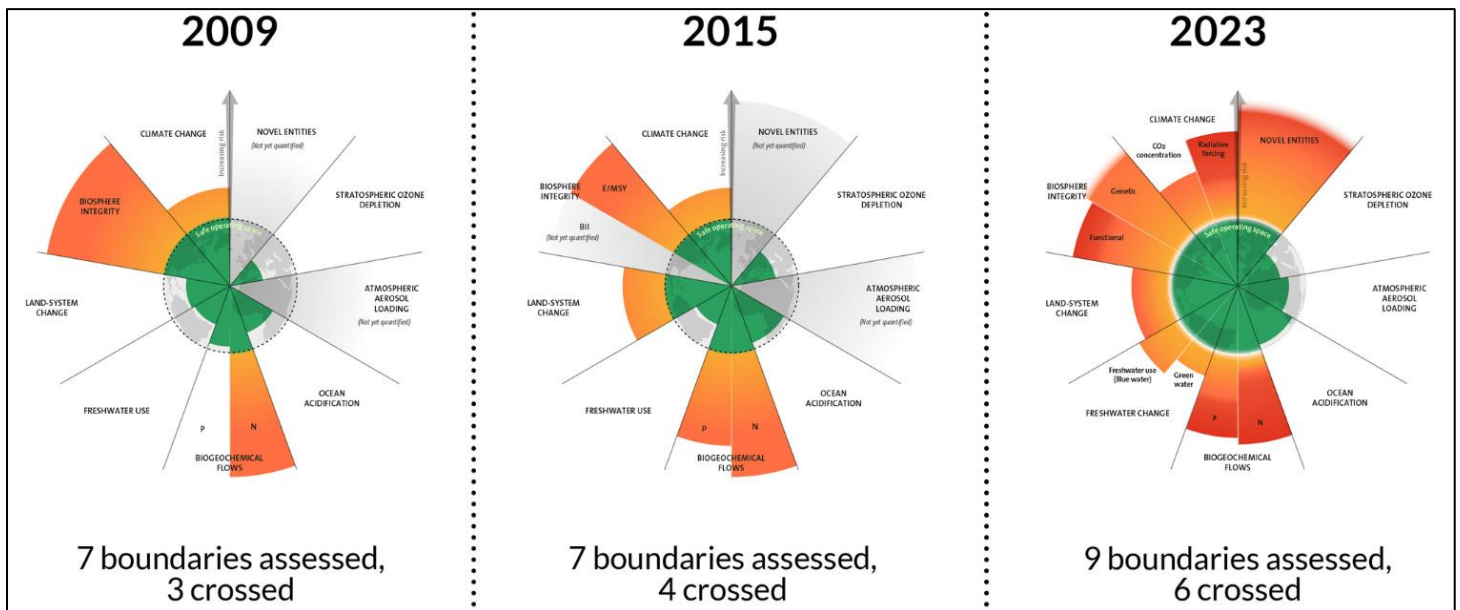 2009
CLIMATE CHANGE
Increasing risk
NOVEL ENTITIES
(Not yet quantified)
BIOSPHERE
INTEGRITY
STRATOSPHERIC OZONE
DEPLETION
Safe operating space
LAND-SYSTEM
CHANGE
ATMOSPHERIC
AEROSOL
LOADING
(Not yet quantified)
FRESHWATER USE
P
N
OCEAN
ACIDIFICATION
BIOGEOCHEMICAL
FLOWS
7 boundaries assessed,
3 crossed
2015
CLIMATE CHANGE
Increasing risk
NOVEL ENTITIES
(Not yet quantified)
BIOSPHERE
INTEGRITY
E/MSY
BII
(Not yet quantified)
STRATOSPHERIC OZONE
DEPLETION
Safe operating space
LAND-SYSTEM
CHANGE
ATMOSPHERIC
AEROSOL
LOADING
(Not yet quantified)
FRESHWATER USE
P
N
OCEAN
ACIDIFICATION
BIOGEOCHEMICAL
FLOWS
7 boundaries assessed,
4 crossed
2023
CLIMATE CHANGE
CO₂
concentration
Radiative
forcing
Increasing risk
NOVEL ENTITIES
BIOSPHERE
INTEGRITY
Genetic
Functional
STRATOSPHERIC OZONE
DEPLETION
Safe operating space
LAND-SYSTEM
CHANGE
ATMOSPHERIC
AEROSOL
LOADING
Freshwater use
(Blue water)
Green
water
FRESHWATER CHANGE
P
N
OCEAN
ACIDIFICATION
BIOGEOCHEMICAL
FLOWS
9 boundaries assessed,
6 crossed